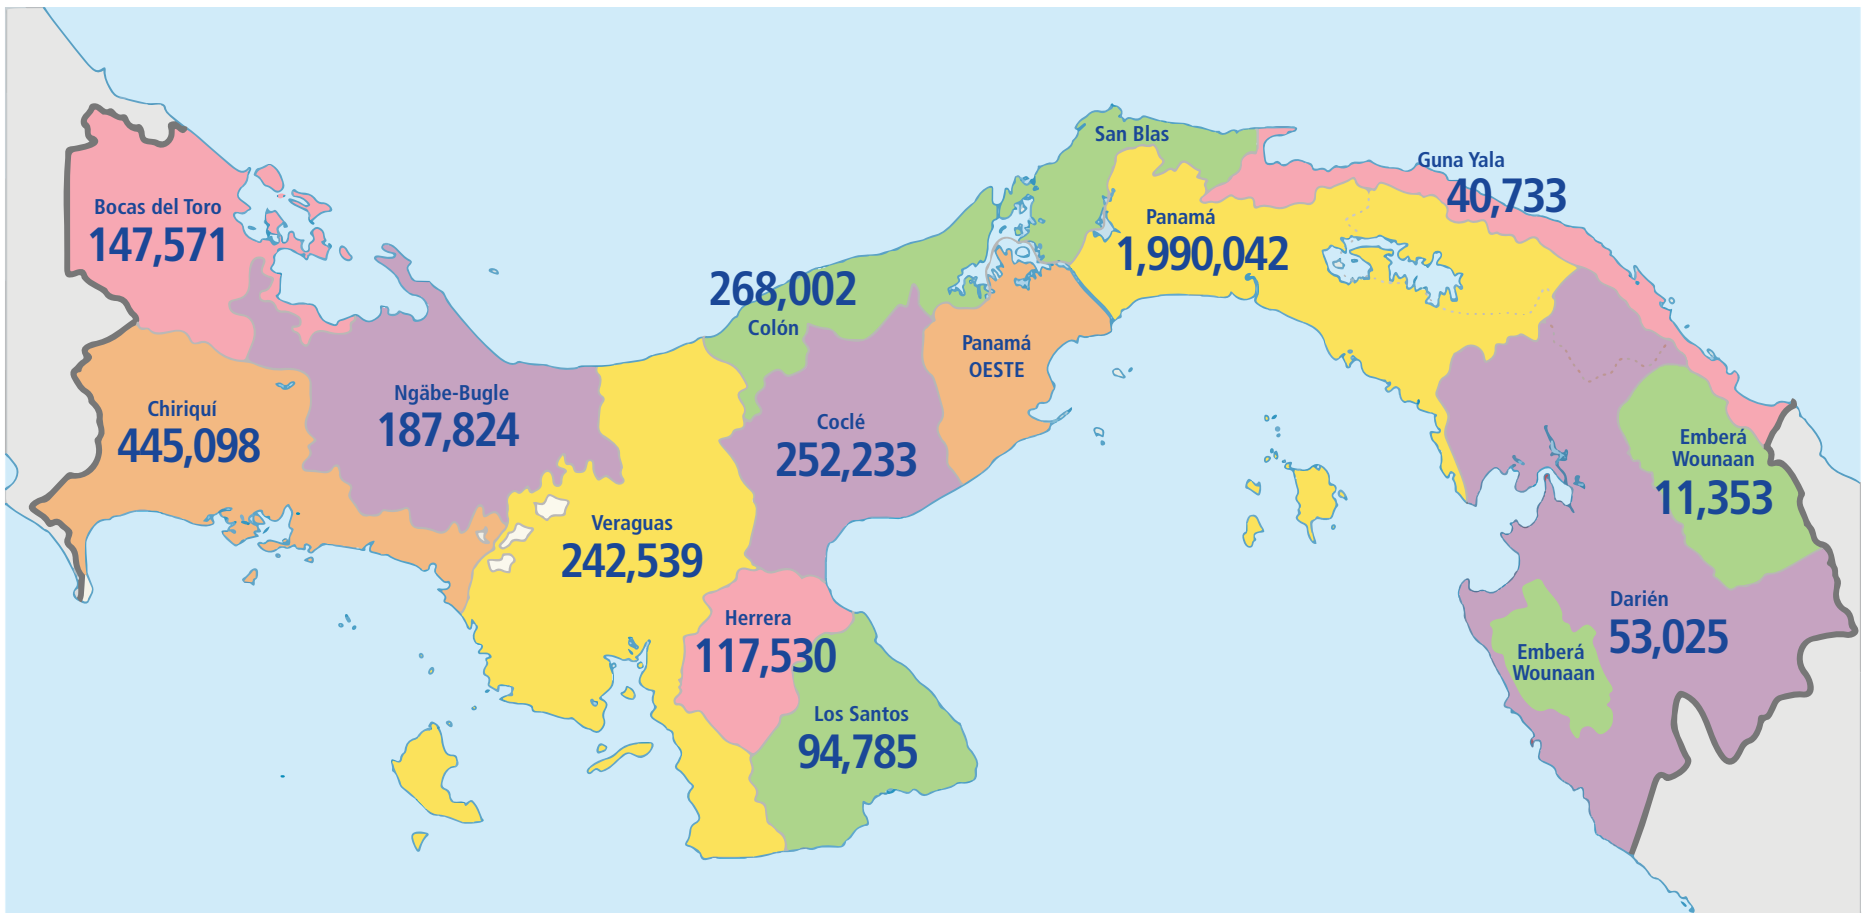 San Blas
Guna Yala
40,733
Bocas del Toro
147,571
Panamá
1,990,042
268,002
Colón
Panamá
OESTE
Chiriquí
445,098
Ngäbe-Bugle
187,824
Coclé
252,233
Emberá
Wounaan
11,353
Veraguas
242,539
Herrera
117,530
Darién
53,025
Emberá
Wounaan
Los Santos
94,785